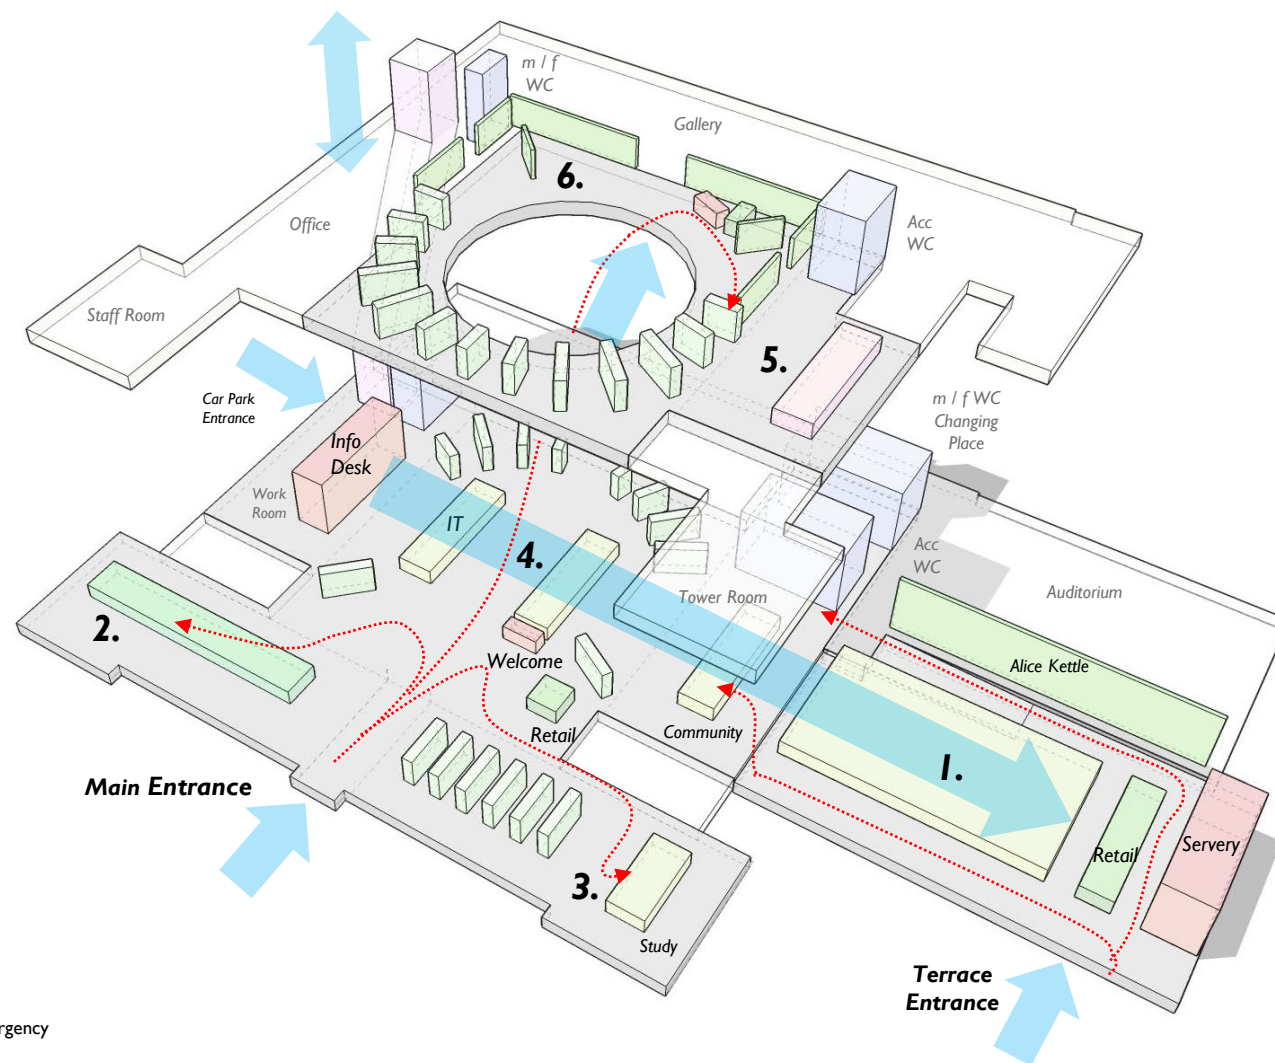 m / f
WC
Gallery
6.
Office
Acc
WC
Staff Room
5.
Car Park
Entrance
m / f WC
Changing
Place
Info
Desk
Work
Room
IT
4.
Acc
WC
Tower Room
Auditorium
2.
Welcome
Alice Kettle
Retail
Community
1.
Main Entrance
Retail
Servery
3.
Study
Terrace
Entrance
rgency